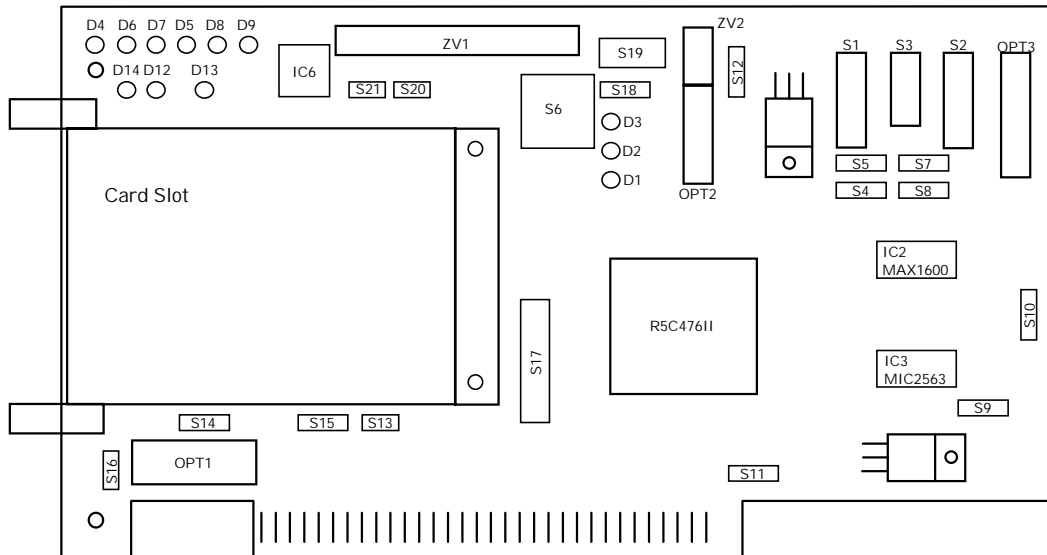 D4 D6 D7 D5 D8 D9
ZV1
ZV2
S19
S12
S1 S3 S2 OPT3
D14 D12 D13
IC6
S21 S20
S6
S18
D3
D2
D1
OPT2
S5 S7
S4 S8
Card Slot
IC2
MAX1600
R5C476II
S10
S17
IC3
MIC2563
S9
S14 S15 S13
S16
OPT1
S11